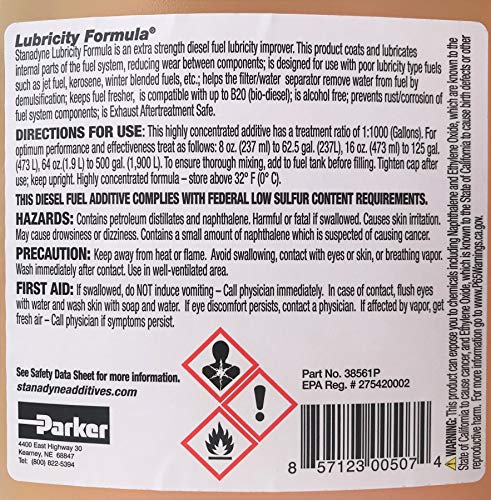 Lubricity Formula®
Stanadyne Lubricity Formula is an extra strength diesel fuel lubricity improver. This product coats and lubricates
internal parts of the fuel system, reducing wear between components; is designed for use with poor lubricity type fuels
such as jet fuel, kerosene, winter blended fuels, etc.; helps the filter/water separator remove water from fuel by
demulsification; keeps fuel fresher, is compatible with up to B20 (bio-diesel); is alcohol free; prevents rust/corrosion of
fuel system components; is Exhaust Aftertreatment Safe.
DIRECTIONS FOR USE: This highly concentrated additive has a treatment ratio of 1:1000 (Gallons). For
optimum performance and effectiveness treat as follows: 8 oz. (237 ml) to 62.5 gal. (237L), 16 oz. (473 ml) to 125 gal.
(473 L), 64 oz.(1.9 L) to 500 gal. (1,900 L). To ensure thorough mixing, add to fuel tank before filling. Tighten cap after
use; keep upright. Highly concentrated formula – store above 32° F (0° C).
THIS DIESEL FUEL ADDITIVE COMPLIES WITH FEDERAL LOW SULFUR CONTENT REQUIREMENTS.
HAZARDS: Contains petroleum distillates and naphthalene. Harmful or fatal if swallowed. Causes skin irritation.
May cause drowsiness or dizziness. Contains a small amount of naphthalene which is suspected of causing cancer.
PRECAUTION: Keep away from heat or flame. Avoid swallowing, contact with eyes or skin, or breathing vapor.
Wash immediately after contact. Use in well-ventilated area.
FIRST AID: If swallowed, do NOT induce vomiting – Call physician immediately. In case of contact, flush eyes
with water and wash skin with soap and water. If eye discomfort persists, contact a physician. If affected by vapor, get
fresh air – Call physician if symptoms persist.
See Safety Data Sheet for more information.
stanadyneadditives.com
Parker
4400 East Highway 30
Kearney, NE 68847
Tel: (800) 822-5394
Part No. 38561P
EPA Reg. # 275420002
8 57123 00507 4
WARNING: This product can expose you to chemicals including Naphthalene and Ethylene Oxide, which are known to the
State of California to cause cancer, and Ethylene Oxide, which is known to the State of California to cause birth defects or other
reproductive harm. For more information go to www.P65Warnings.ca.gov.